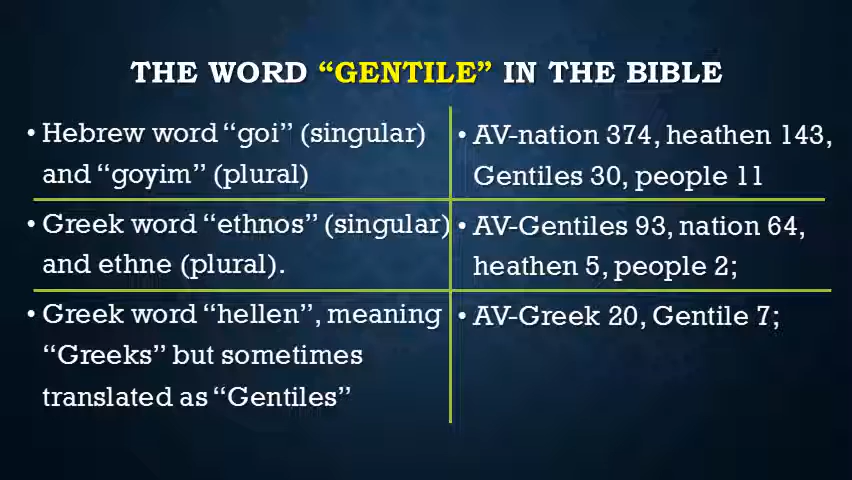 THE WORD “GENTILE” IN THE BIBLE
• Hebrew word “goi” (singular)
and “goyim” (plural)
• AV-nation 374, heathen 143,
Gentiles 30, people 11
• Greek word “ethnos” (singular)
and ethne (plural).
• AV-Gentiles 93, nation 64,
heathen 5, people 2;
• Greek word “hellen”, meaning
“Greeks” but sometimes
translated as “Gentiles”
• AV-Greek 20, Gentile 7;